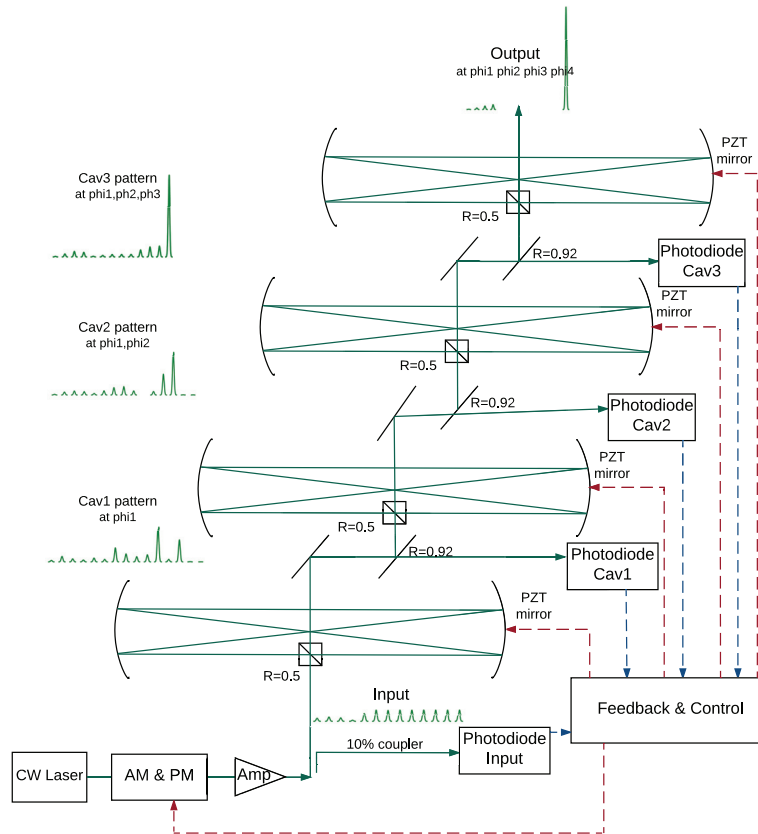 Output
at phi1 phi2 phi3 phi4
PZT
mirror
Cav3 pattern
at phi1,ph2,ph3
R=0.5
R=0.92
Photodiode
Cav3
PZT
mirror
Cav2 pattern
at phi1,phi2
R=0.5
R=0.92
Photodiode
Cav2
PZT
mirror
Cav1 pattern
at phi1
R=0.5
R=0.92
Photodiode
Cav1
PZT
mirror
R=0.5
Input
10% coupler
Photodiode
Input
Feedback & Control
CW Laser
AM & PM
Amp